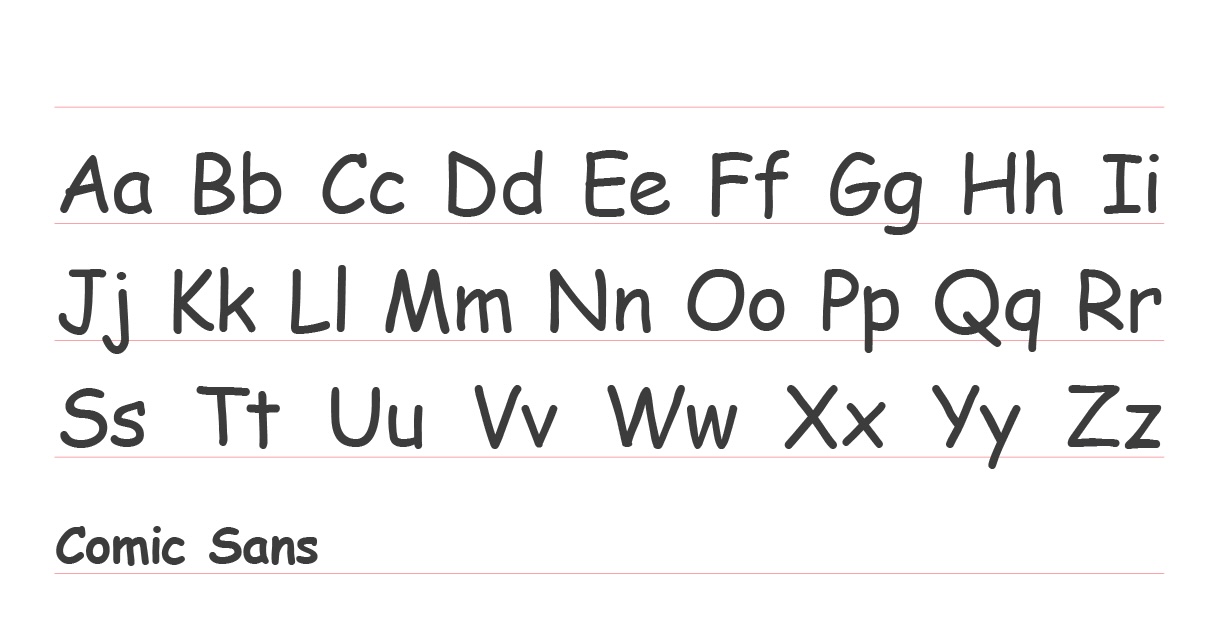 Aa Bb Cc Dd Ee Ff Gg Hh Ii
Jj Kk Ll Mm Nn Oo Pp Qq Rr
Ss Tt Uu Vv Ww Xx Yy Zz
Comic Sans